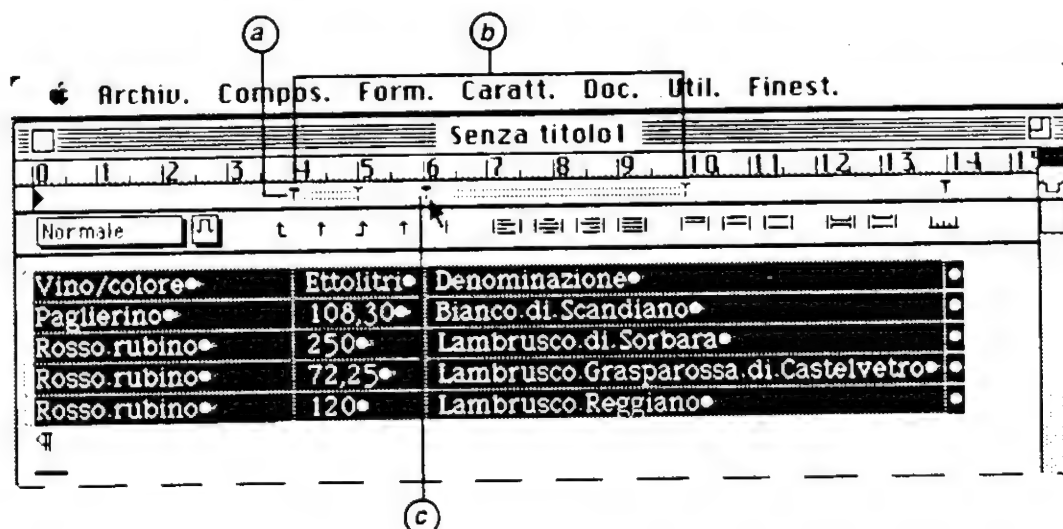 a b
Archiv. Compos. Form. Caratt. Doc. Util. Finest.
Senza titolo1
0 1 2 3 4 5 6 7 8 9 10 11 12 13 14 15
Normale
Vino/colore Ettolitri Denominazione
Paglierino 108,30 Bianco.di.Scandiano
Rosso.rubino 250 Lambrusco.di.Sorbara
Rosso.rubino 72,25 Lambrusco.Grasparossa.di.Castelvetro
Rosso.rubino 120 Lambrusco.Reggiano
¶
c